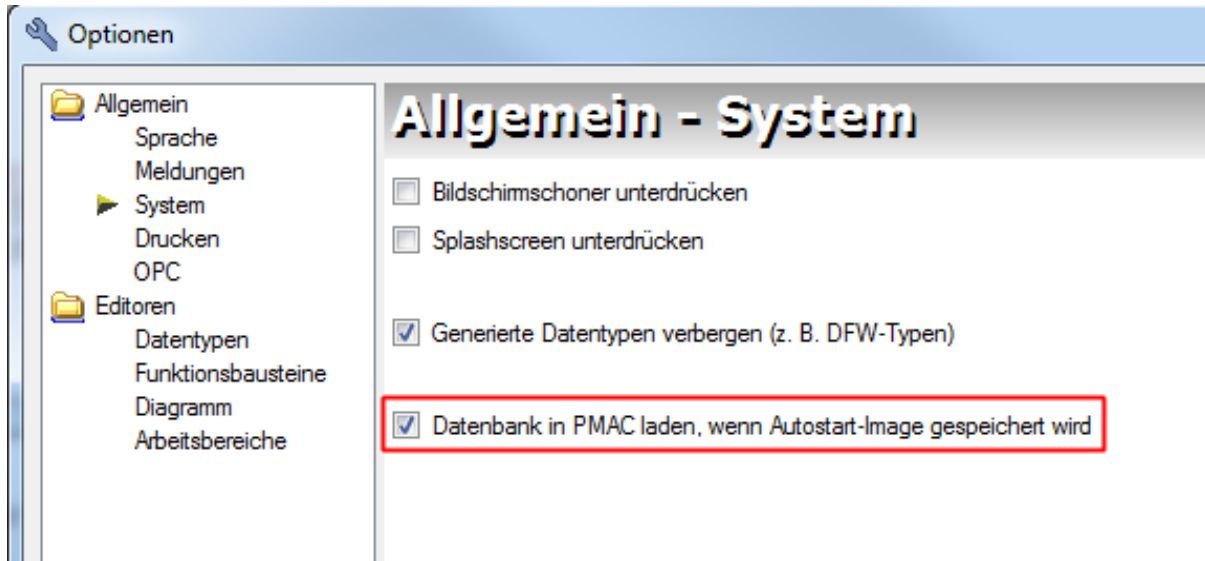 Optionen
Allgemein
Sprache
Meldungen
System
Drucken
OPC
Editoren
Datentypen
Funktionsbausteine
Diagramm
Arbeitsbereiche
Allgemein - System
Bildschirmschoner unterdrücken
Splashscreen unterdrücken
Generierte Datentypen verbergen (z. B. DFW-Typen)
Datenbank in PMAC laden, wenn Autostart-Image gespeichert wird